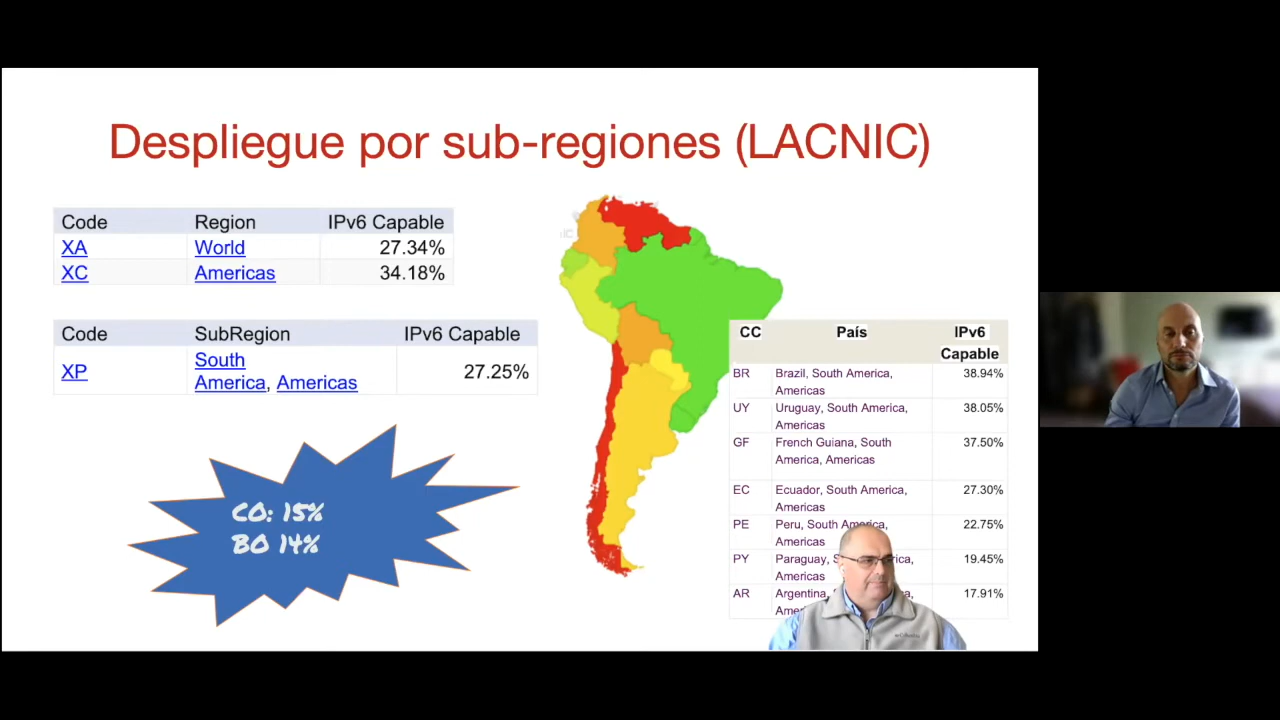 Despliegue por sub-regiones (LACNIC)
Code Region IPv6 Capable
XA World 27.34%
XC Americas 34.18%
Code SubRegion IPv6 Capable
XP South America, Americas 27.25%
CO: 15%
BO 14%
CC País IPv6 Capable
BR Brazil, South America, Americas 38.94%
UY Uruguay, South America, Americas 38.05%
GF French Guiana, South America, Americas 37.50%
EC Ecuador, South America, Americas 27.30%
PE Peru, South America, Americas 22.75%
PY Paraguay, Americas 19.45%
AR Argentina, 17.91%
Columbia